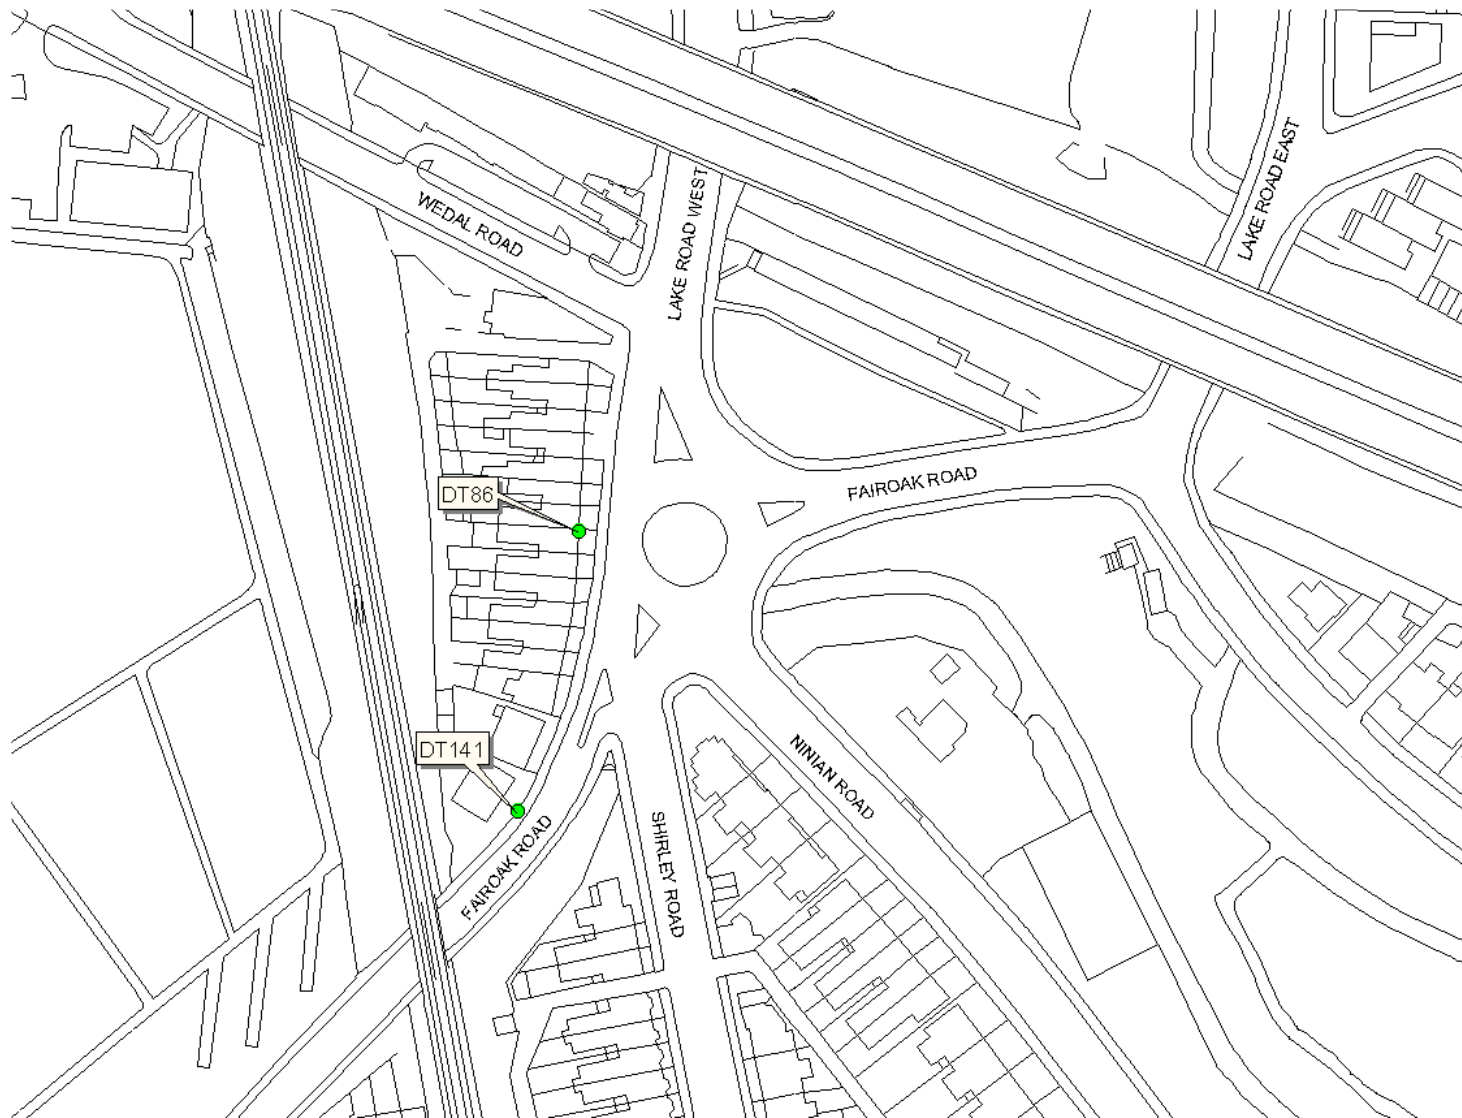 LAKE ROAD EAST
WEDAL ROAD
LAKE ROAD WEST
FAIROAK ROAD
DT86
DT141
NINIAN ROAD
FAIROAK ROAD
SHIRLEY ROAD